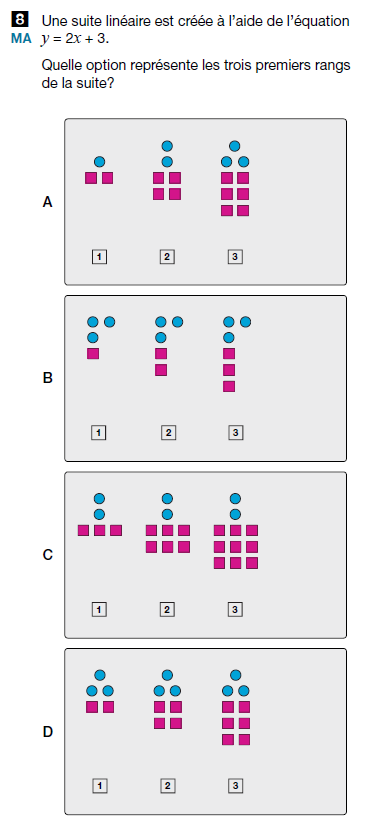 8 Une suite linéaire est créée à l'aide de l'équation
MA y = 2x + 3.
Quelle option représente les trois premiers rangs
de la suite?
A
1 2 3
B
1 2 3
C
1 2 3
D
1 2 3